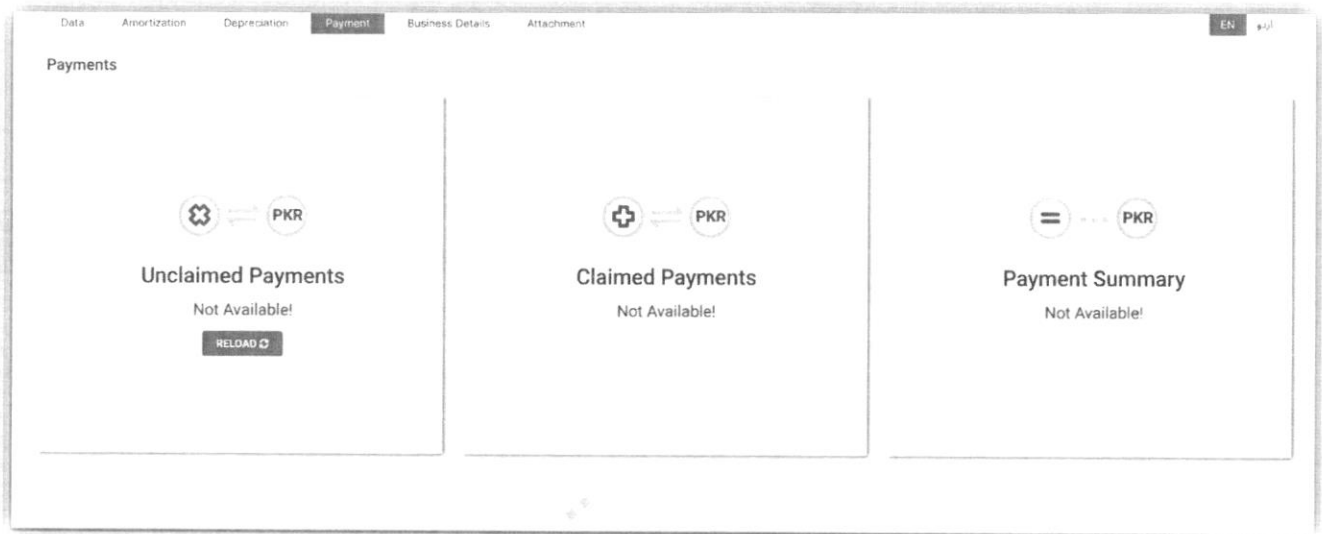 Data Amortization Depreciation Payment Business Details Attachment EN اردو
Payments
PKR
Unclaimed Payments
Not Available!
RELOAD
PKR
Claimed Payments
Not Available!
PKR
Payment Summary
Not Available!